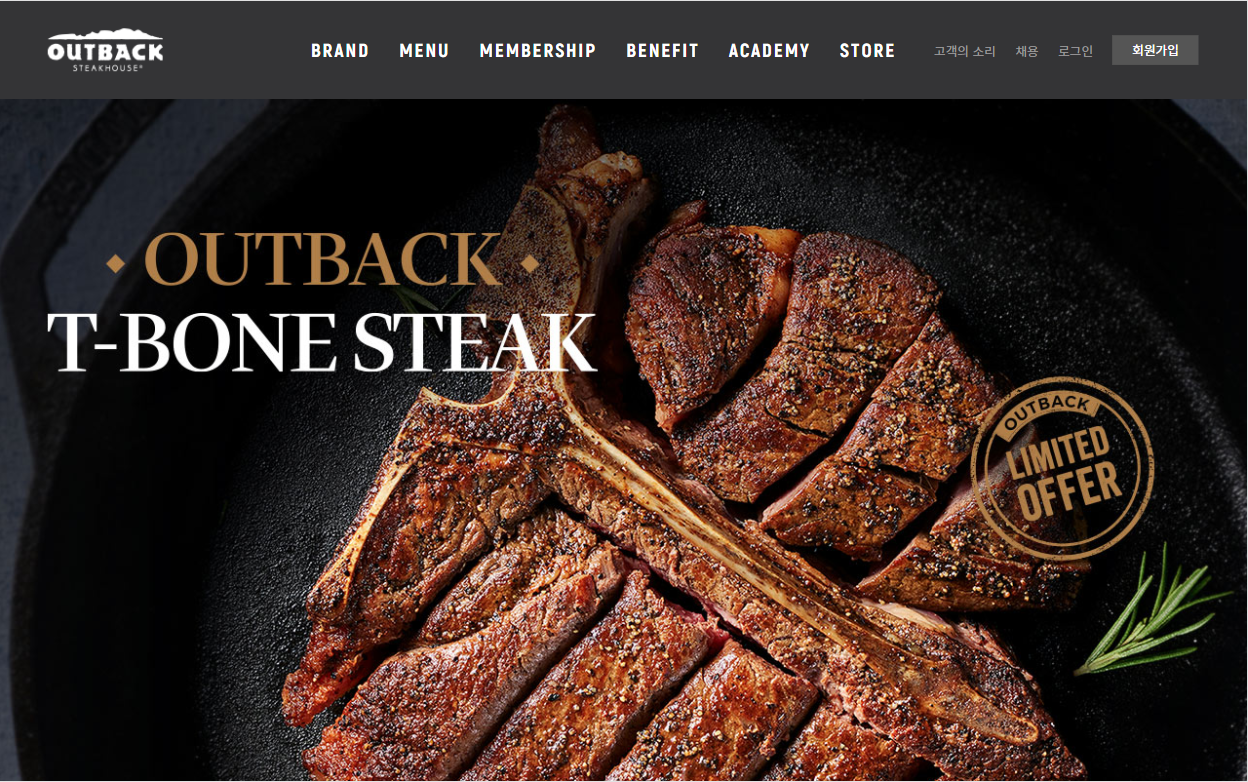 OUTBACK
STEAKHOUSE®
BRAND MENU MEMBERSHIP BENEFIT ACADEMY STORE 고객의 소리 채용 로그인 회원가입
OUTBACK
T-BONE STEAK
OUTBACK
LIMITED
OFFER